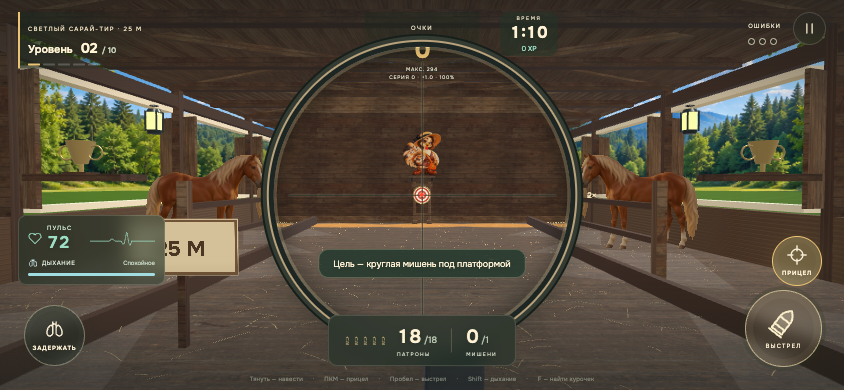 СВЕТЛЫЙ САРАЙ-ТИР · 25 М
Уровень 02 / 10
ОЧКИ
0
МАКС. 294
СЕРИЯ 0 · ×1.0 · 100%
ВРЕМЯ
1:10
0 XP
ОШИБКИ
ПУЛЬС
72
ДЫХАНИЕ Спокойное
25 М
2×
Цель — круглая мишень под платформой
ЗАДЕРЖАТЬ
18 /18
ПАТРОНЫ
0 /1
МИШЕНИ
ПРИЦЕЛ
ВЫСТРЕЛ
Тянуть — навести ПКМ — прицел Пробел — выстрел Shift — дыхание F — найти курочек